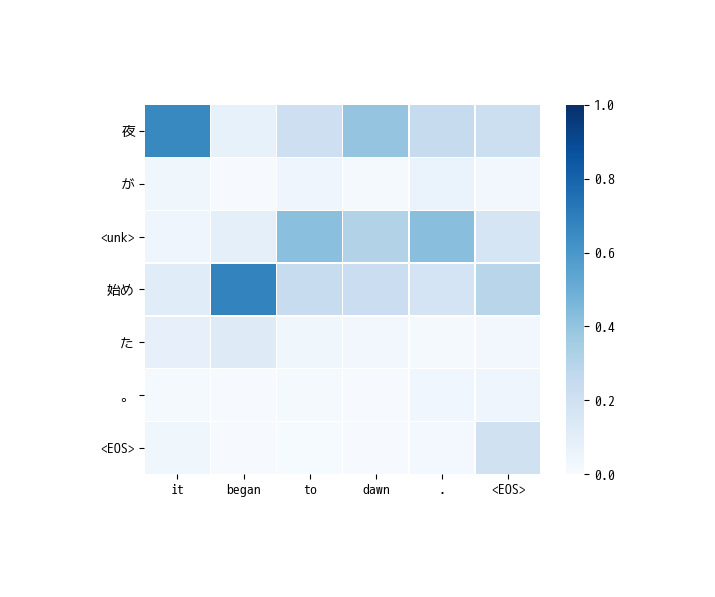 夜
が
<unk>
始め
た
。
<EOS>
it began to dawn . <EOS>
1.0
0.8
0.6
0.4
0.2
0.0